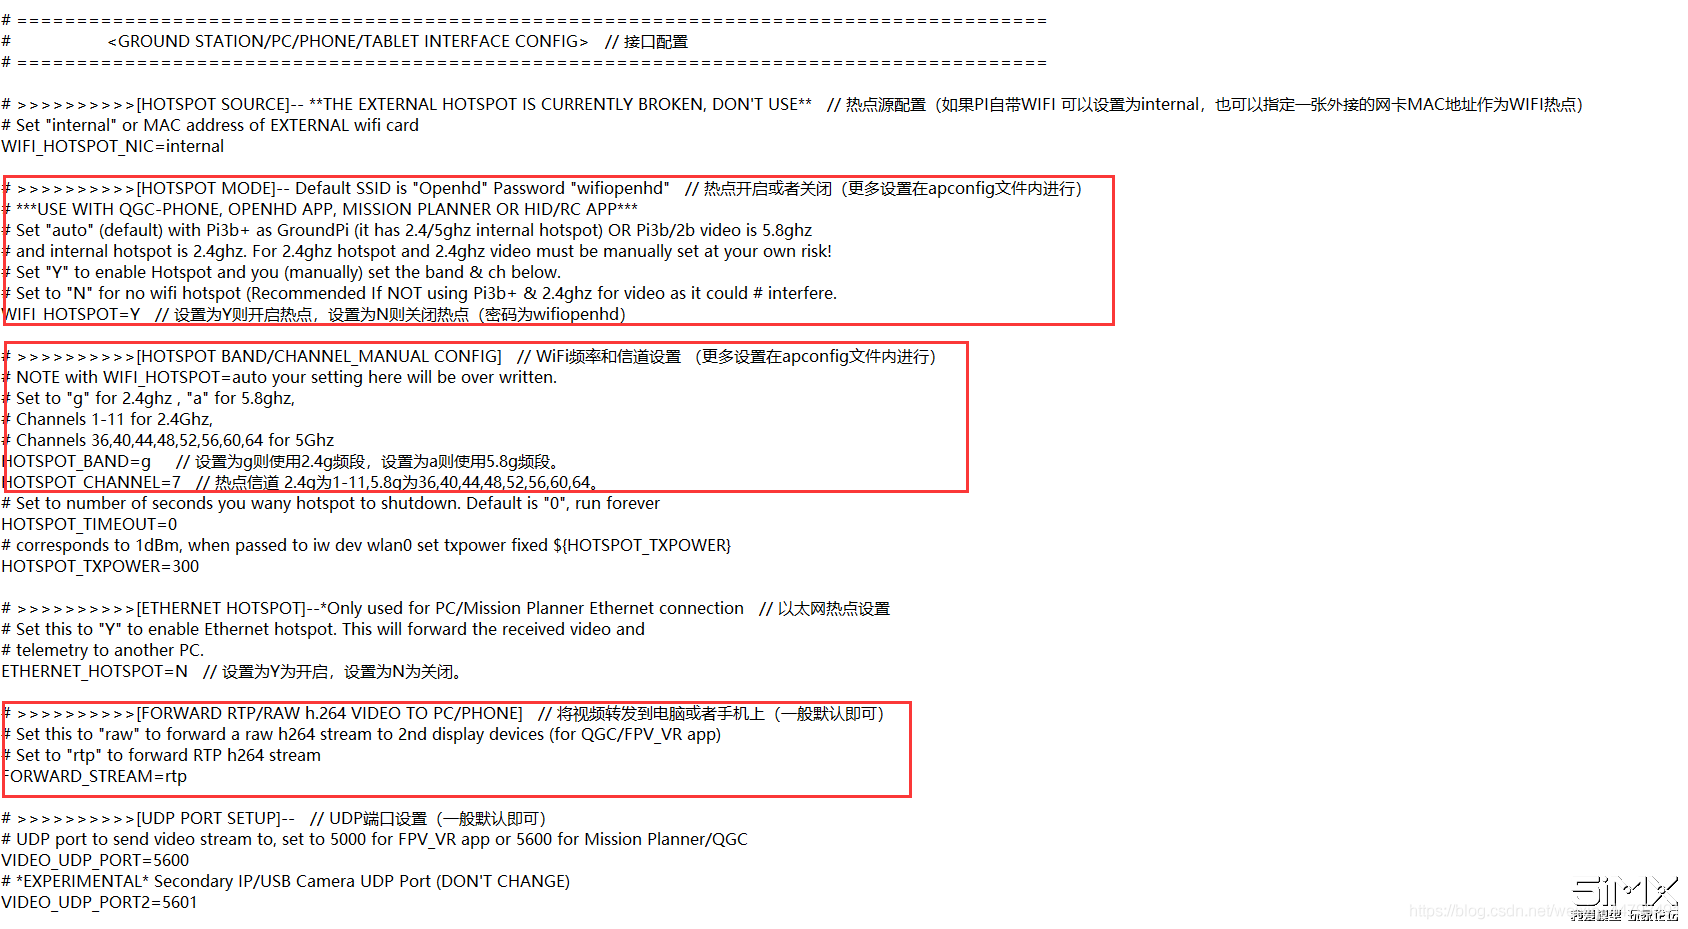 # ======================================================================================
# <GROUND STATION/PC/PHONE/TABLET INTERFACE CONFIG> // 接口配置
# ======================================================================================
# >>>>>>>>>>[HOTSPOT SOURCE]-- **THE EXTERNAL HOTSPOT IS CURRENTLY BROKEN, DON'T USE** // 热点源配置（如果PI自带WIFI 可以设置为internal，也可以指定一张外接的网卡MAC地址作为WIFI热点）
# Set "internal" or MAC address of EXTERNAL wifi card
WIFI_HOTSPOT_NIC=internal
# >>>>>>>>>>[HOTSPOT MODE]-- Default SSID is "Openhd" Password "wifiopenhd" // 热点开启或者关闭（更多设置在apconfig文件内进行）
# ***USE WITH QGC-PHONE, OPENHD APP, MISSION PLANNER OR HID/RC APP***
# Set "auto" (default) with Pi3b+ as GroundPi (it has 2.4/5ghz internal hotspot) OR Pi3b/2b video is 5.8ghz
# and internal hotspot is 2.4ghz. For 2.4ghz hotspot and 2.4ghz video must be manually set at your own risk!
# Set "Y" to enable Hotspot and you (manually) set the band & ch below.
# Set to "N" for no wifi hotspot (Recommended If NOT using Pi3b+ & 2.4ghz for video as it could # interfere.
WIFI_HOTSPOT=Y // 设置为Y则开启热点，设置为N则关闭热点（密码为wifiopenhd）
# >>>>>>>>>>[HOTSPOT BAND/CHANNEL_MANUAL CONFIG] // WiFi频率和信道设置 （更多设置在apconfig文件内进行）
# NOTE with WIFI_HOTSPOT=auto your setting here will be over written.
# Set to "g" for 2.4ghz , "a" for 5.8ghz,
# Channels 1-11 for 2.4Ghz,
# Channels 36,40,44,48,52,56,60,64 for 5Ghz
HOTSPOT_BAND=g // 设置为g则使用2.4g频段，设置为a则使用5.8g频段。
HOTSPOT_CHANNEL=7 // 热点信道 2.4g为1-11,5.8g为36,40,44,48,52,56,60,64。
# Set to number of seconds you wany hotspot to shutdown. Default is "0", run forever
HOTSPOT_TIMEOUT=0
# corresponds to 1dBm, when passed to iw dev wlan0 set txpower fixed ${HOTSPOT_TXPOWER}
HOTSPOT_TXPOWER=300
# >>>>>>>>>>[ETHERNET HOTSPOT]--*Only used for PC/Mission Planner Ethernet connection // 以太网热点设置
# Set this to "Y" to enable Ethernet hotspot. This will forward the received video and
# telemetry to another PC.
ETHERNET_HOTSPOT=N // 设置为Y为开启，设置为N为关闭。
# >>>>>>>>>>[FORWARD RTP/RAW h.264 VIDEO TO PC/PHONE] // 将视频转发到电脑或者手机上（一般默认即可）
# Set this to "raw" to forward a raw h264 stream to 2nd display devices (for QGC/FPV_VR app)
# Set to "rtp" to forward RTP h264 stream
FORWARD_STREAM=rtp
# >>>>>>>>>>[UDP PORT SETUP]-- // UDP端口设置（一般默认即可）
# UDP port to send video stream to, set to 5000 for FPV_VR app or 5600 for Mission Planner/QGC
VIDEO_UDP_PORT=5600
# *EXPERIMENTAL* Secondary IP/USB Camera UDP Port (DON'T CHANGE)
VIDEO_UDP_PORT2=5601
5iMX
我爱模型 玩家论坛